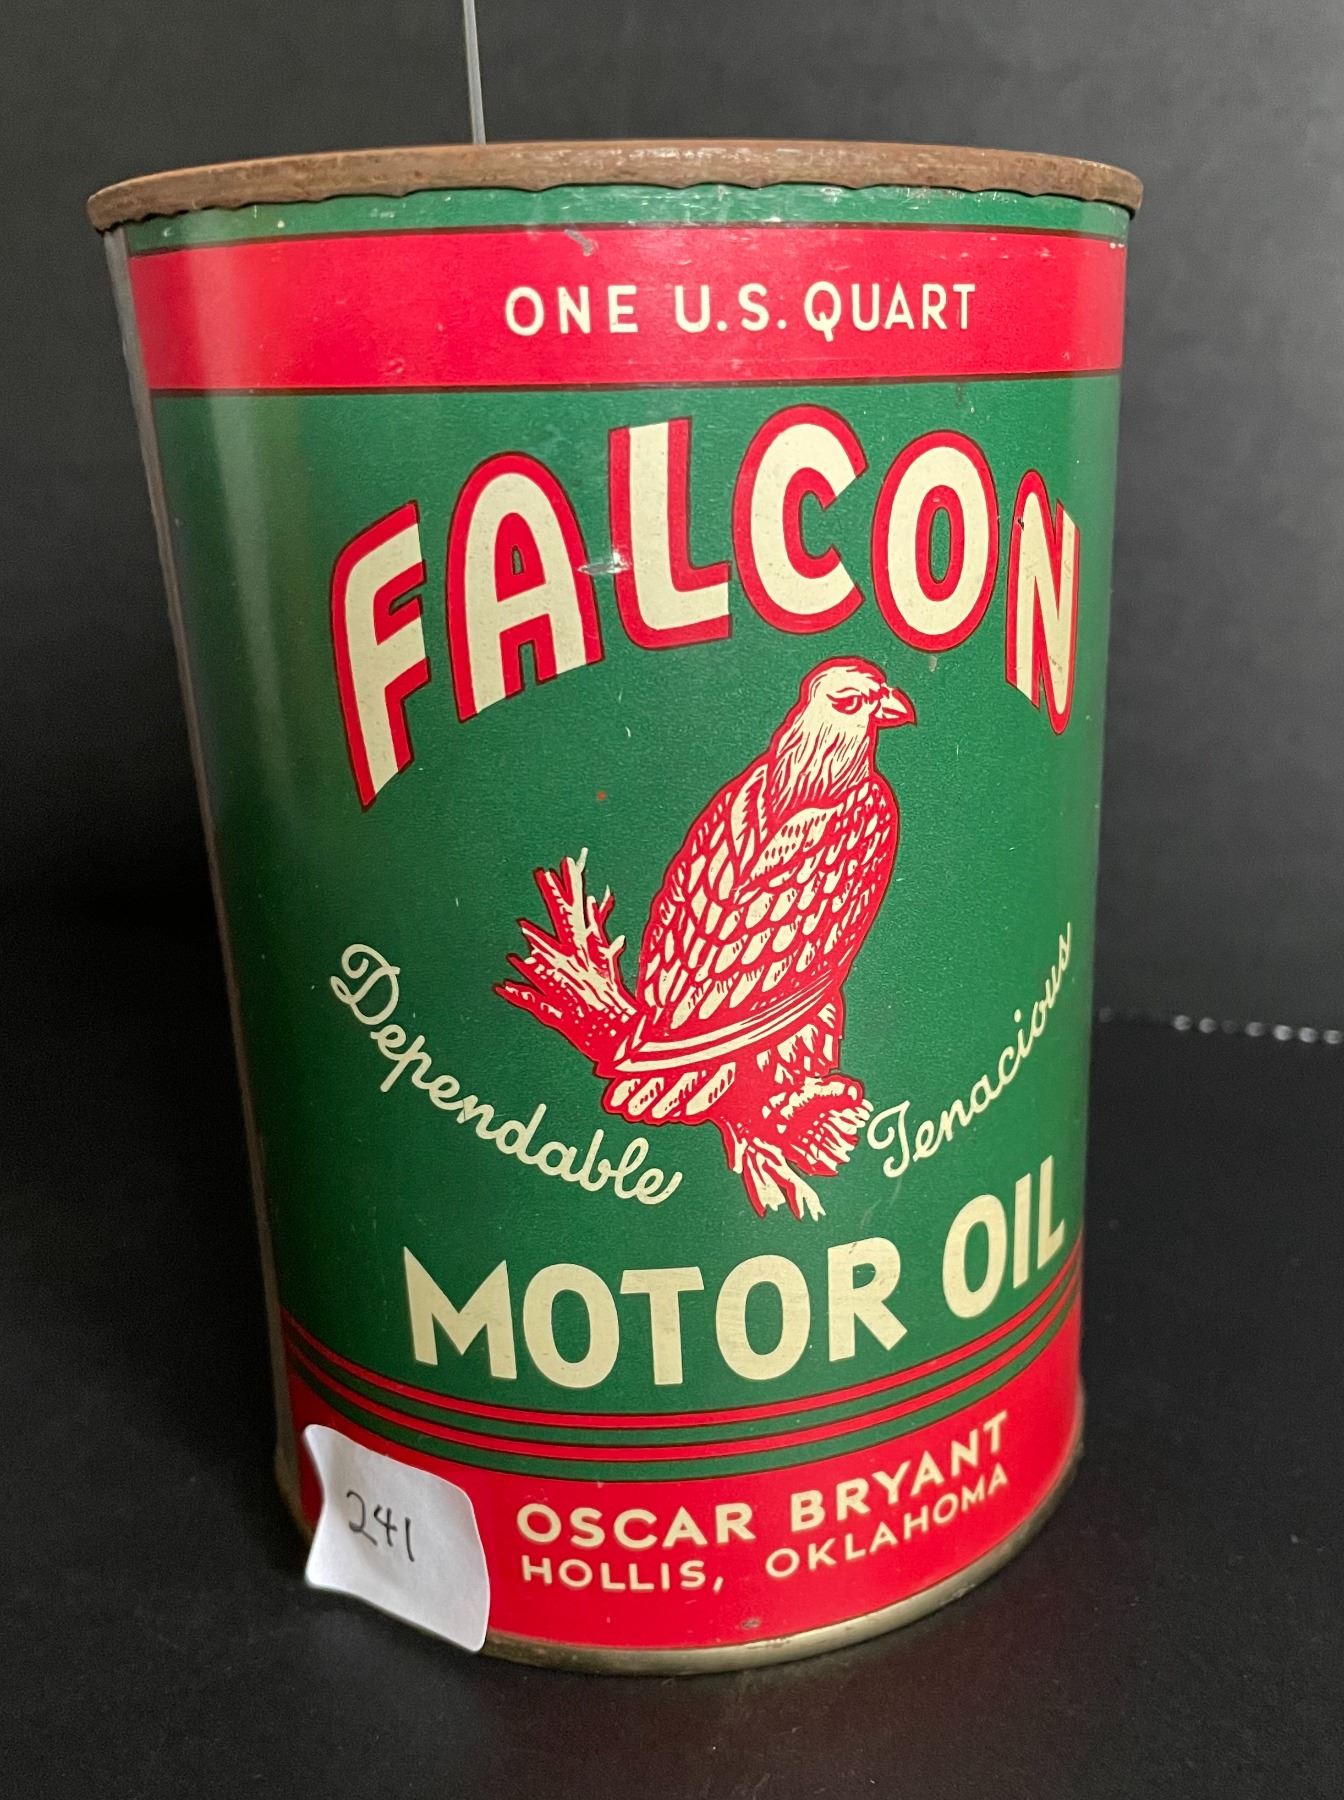 ONE U.S. QUART
FALCON
Dependable
Tenacious
MOTOR OIL
OSCAR BRYANT
HOLLIS, OKLAHOMA
241